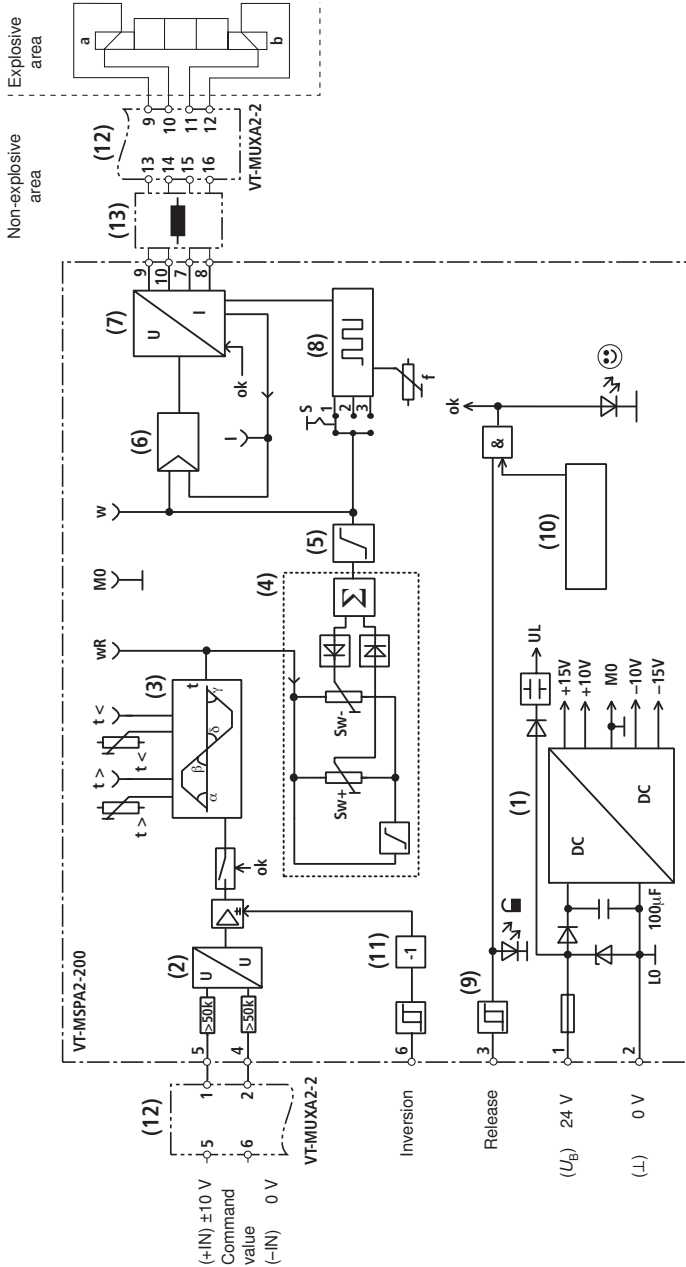 Non-explosive
area
Explosive
area
VT-MSPA2-200
(+IN) ±10 V
Command
value
(−IN) 0 V
5
6
(12)
1
2
VT-MUXA2-2
5
4
>50k
>50k
(2)
U
U
ok
t >
t >
t <
t <
(3)
α
β
δ
γ
t
wR
M0
w
(6)
I
(7)
U
I
ok
9
10
7
8
(13)
13
14
15
16
(12)
9
10
11
12
VT-MUXA2-2
a
b
Inversion
6
(11)
-1
Sw+
Sw-
Σ
(4)
(5)
S
1
2
3
(8)
f
Release
3
(9)
&
ok
(10)
(UB) 24 V
1
(⊥) 0 V
2
L0
100µF
(1)
DC
DC
UL
+15V
+10V
M0
−10V
−15V